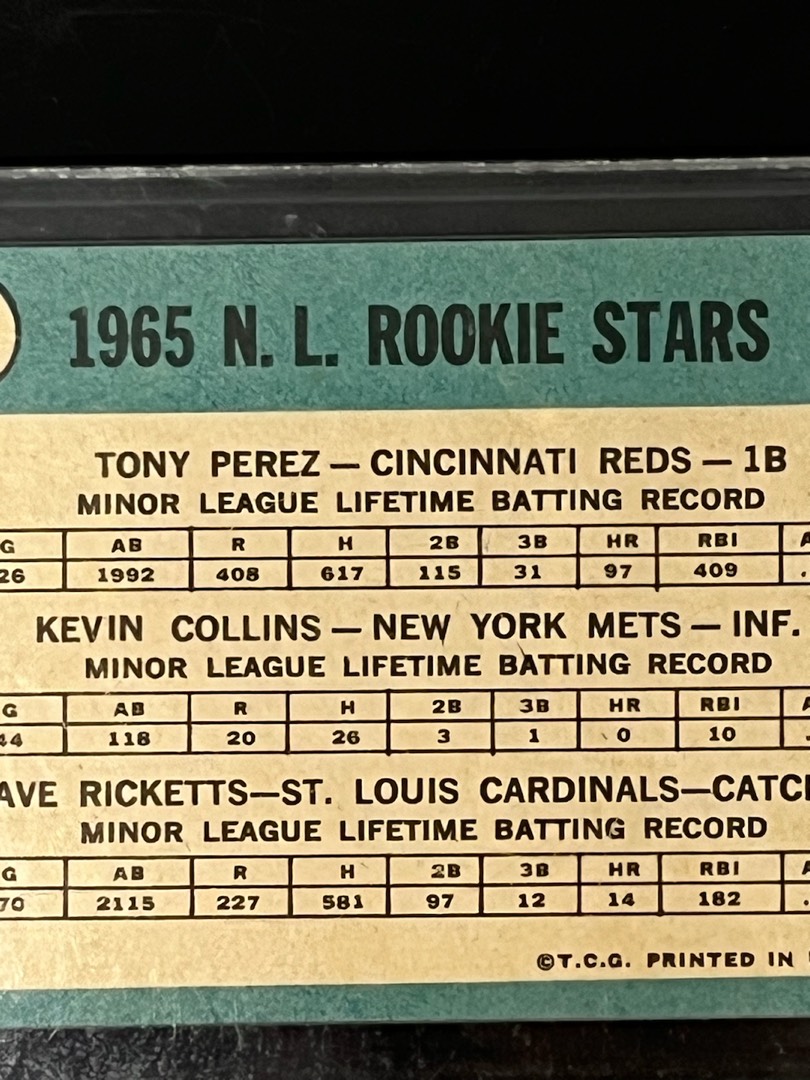 1965 N. L. ROOKIE STARS
TONY PEREZ — CINCINNATI REDS — 1B
MINOR LEAGUE LIFETIME BATTING RECORD
G AB R H 2B 3B HR RBI
26 1992 408 617 115 31 97 409 .
KEVIN COLLINS — NEW YORK METS — INF.
MINOR LEAGUE LIFETIME BATTING RECORD
G AB R H 2B 3B HR RBI
44 118 20 26 3 1 0 10 .
AVE RICKETTS—ST. LOUIS CARDINALS—CATC
MINOR LEAGUE LIFETIME BATTING RECORD
G AB R H 2B 3B HR RBI
70 2115 227 581 97 12 14 182 .
©T.C.G. PRINTED IN